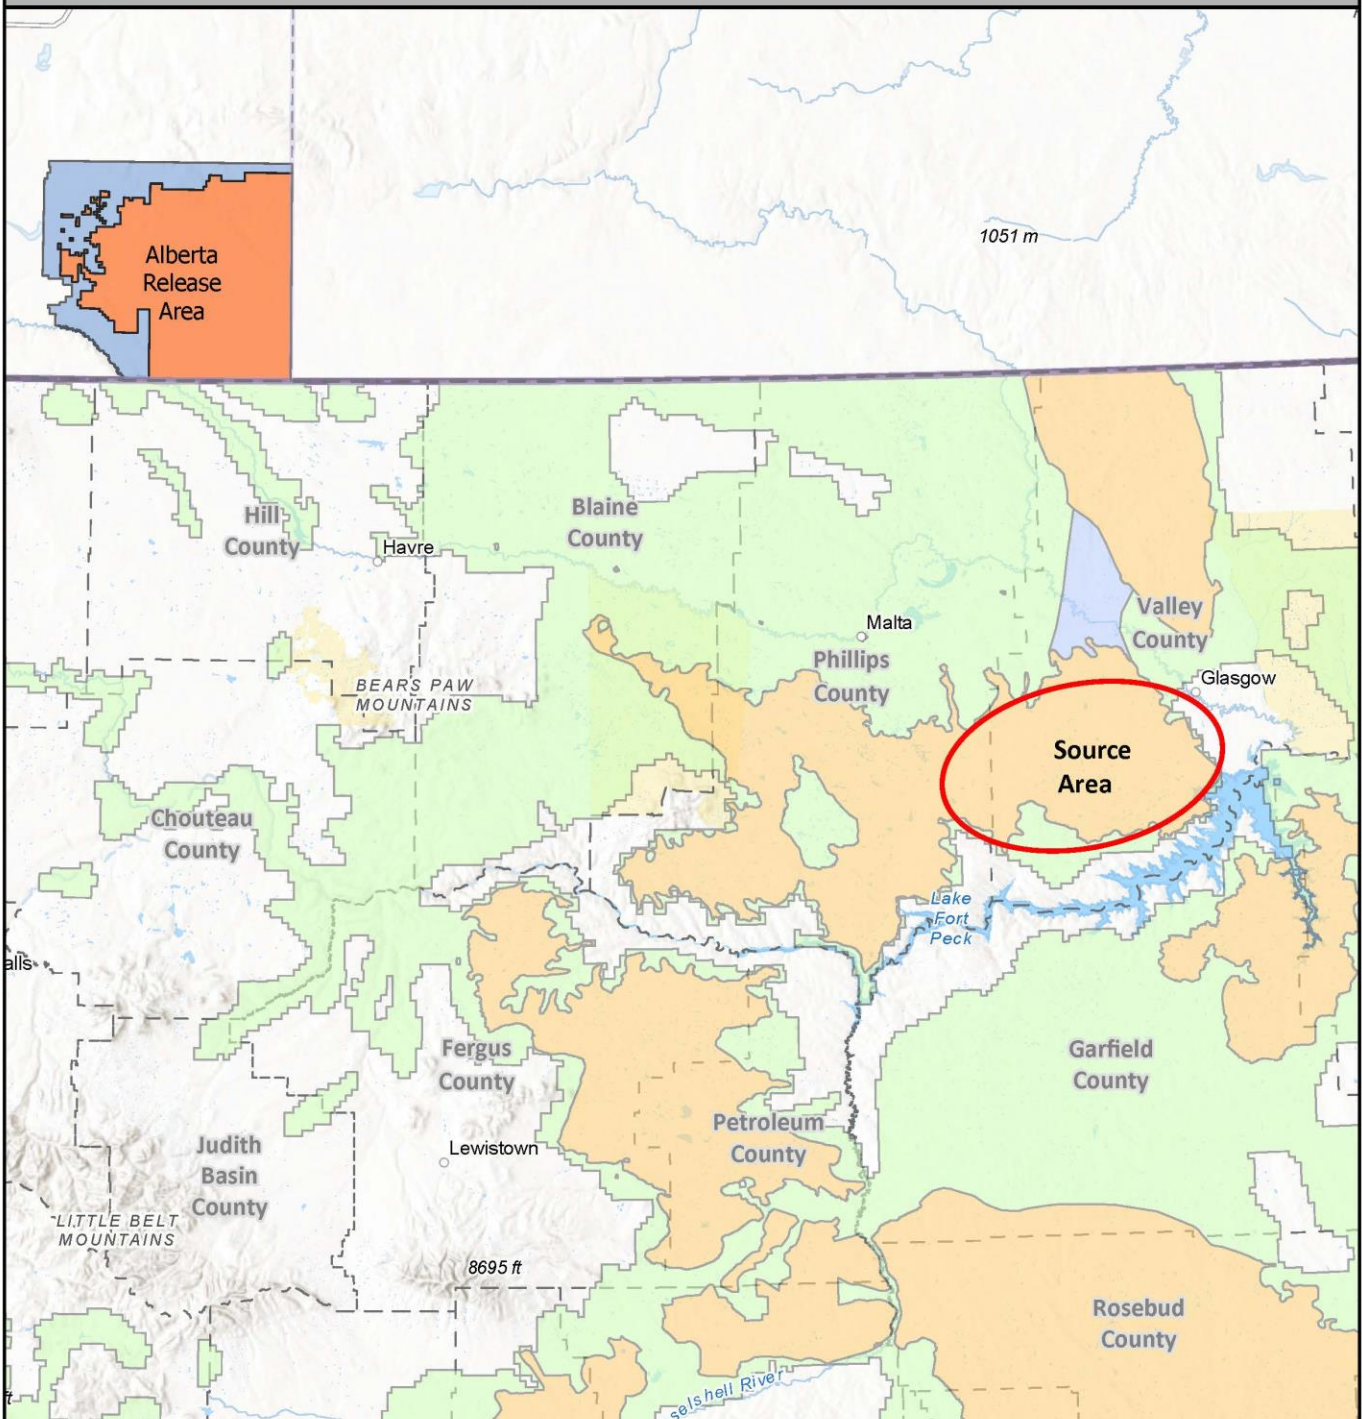 1051 m
Alberta
Release
Area
Hill
County
Havre
Blaine
County
Malta
Phillips
County
Valley
County
Glasgow
BEARS PAW
MOUNTAINS
Source
Area
Chouteau
County
Lake
Fort
Peck
alls
Fergus
County
Garfield
County
Petroleum
County
Judith
Basin
County
Lewistown
LITTLE BELT
MOUNTAINS
8695 ft
Rosebud
County
selshell River
ft